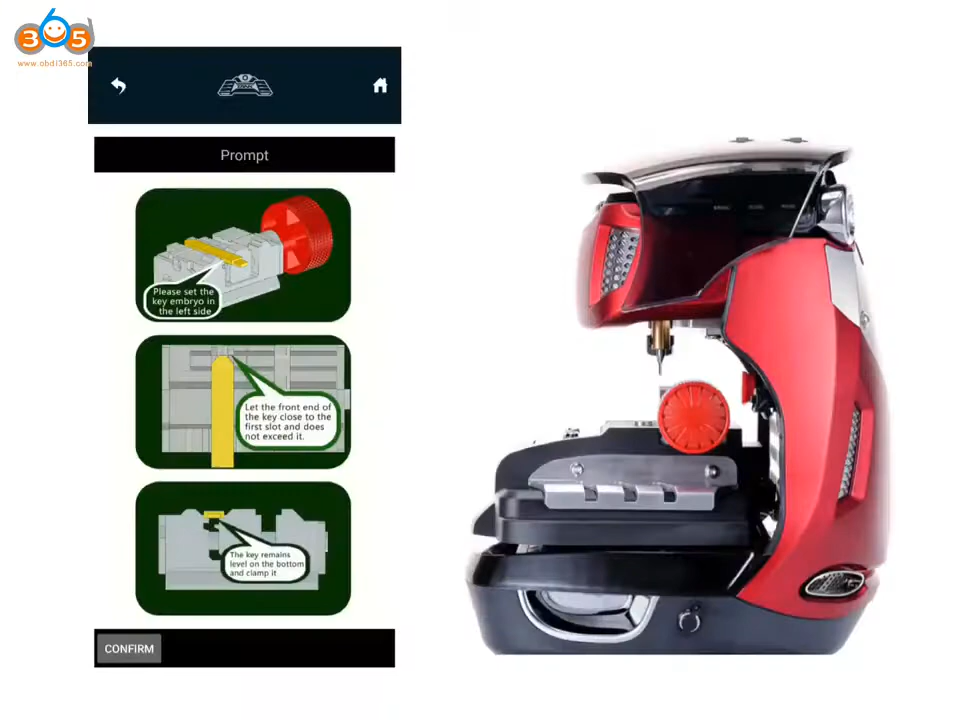 365
www.obdii365.com
Prompt
Please set the
key embryo in
the left side
Let the front end of
the key close to the
first slot and does
not exceed it.
The key remains
level on the bottom
and clamp it
CONFIRM